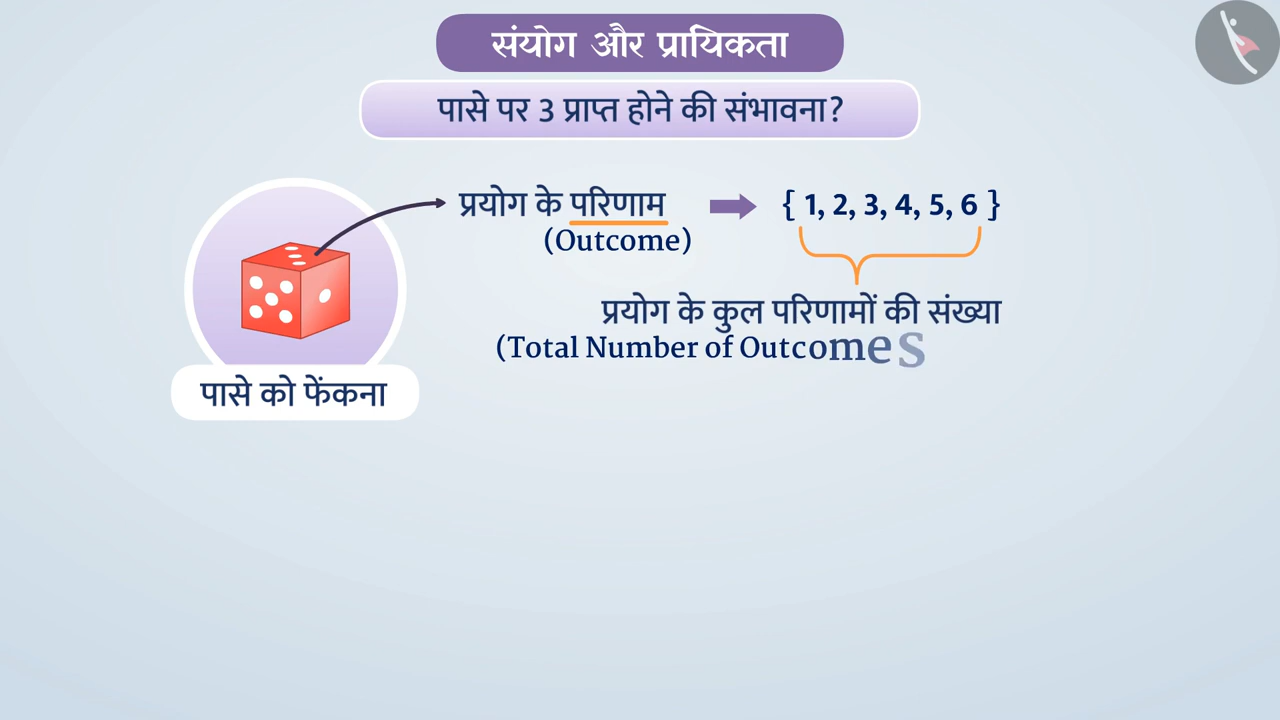 संयोग और प्रायिकता
पासे पर 3 प्राप्त होने की संभावना?
प्रयोग के परिणाम
{ 1, 2, 3, 4, 5, 6 }
(Outcome)
प्रयोग के कुल परिणामों की संख्या
(Total Number of Outcomes
पासे को फेंकना